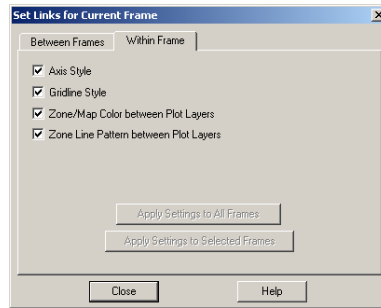 Set Links for Current Frame
Between Frames Within Frame
Axis Style
Gridline Style
Zone/Map Color between Plot Layers
Zone Line Pattern between Plot Layers
Apply Settings to All Frames
Apply Settings to Selected Frames
Close Help